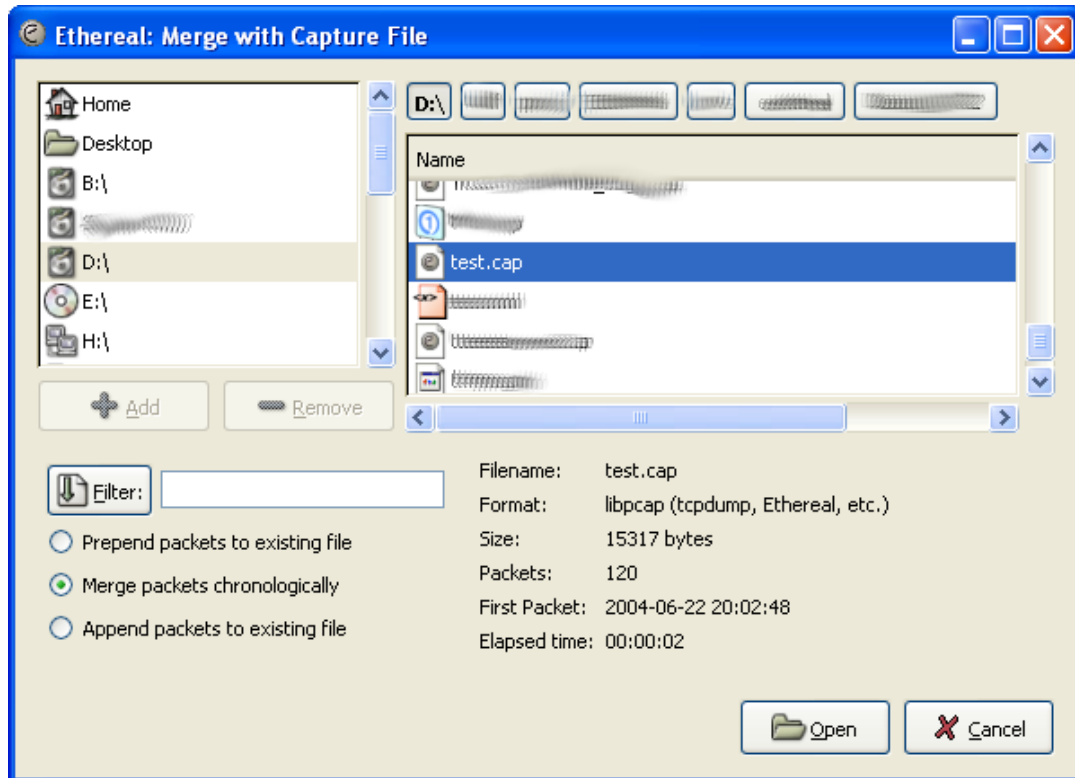 Ethereal: Merge with Capture File
Home
Desktop
B:\
D:\
E:\
H:\
Add
Remove
D:\
Name
test.cap
Filter:
Prepend packets to existing file
Merge packets chronologically
Append packets to existing file
Filename: test.cap
Format: libpcap (tcpdump, Ethereal, etc.)
Size: 15317 bytes
Packets: 120
First Packet: 2004-06-22 20:02:48
Elapsed time: 00:00:02
Open
Cancel